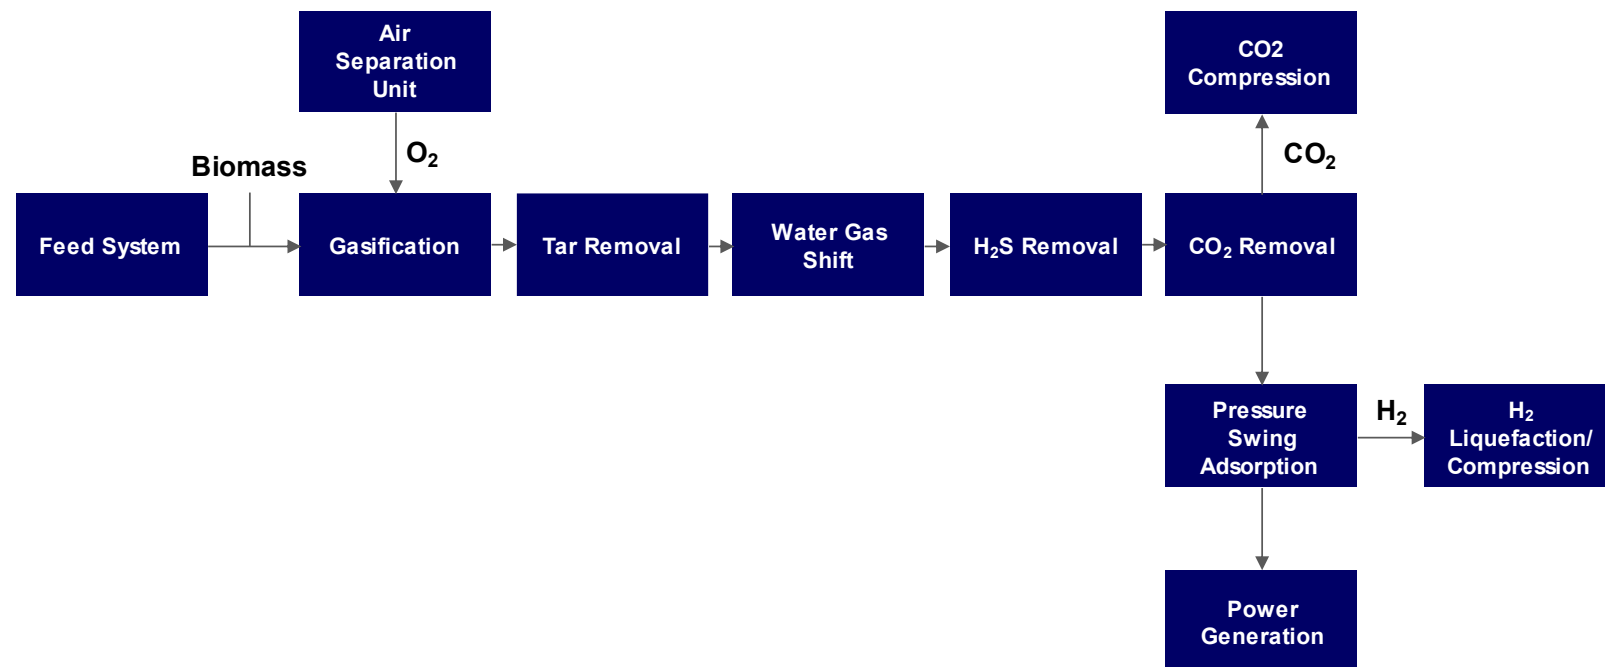 Air
Separation
Unit
CO2
Compression
O₂
CO₂
Biomass
Feed System
Gasification
Tar Removal
Water Gas
Shift
H₂S Removal
CO₂ Removal
Pressure
Swing
Adsorption
H₂
H₂
Liquefaction/
Compression
Power
Generation